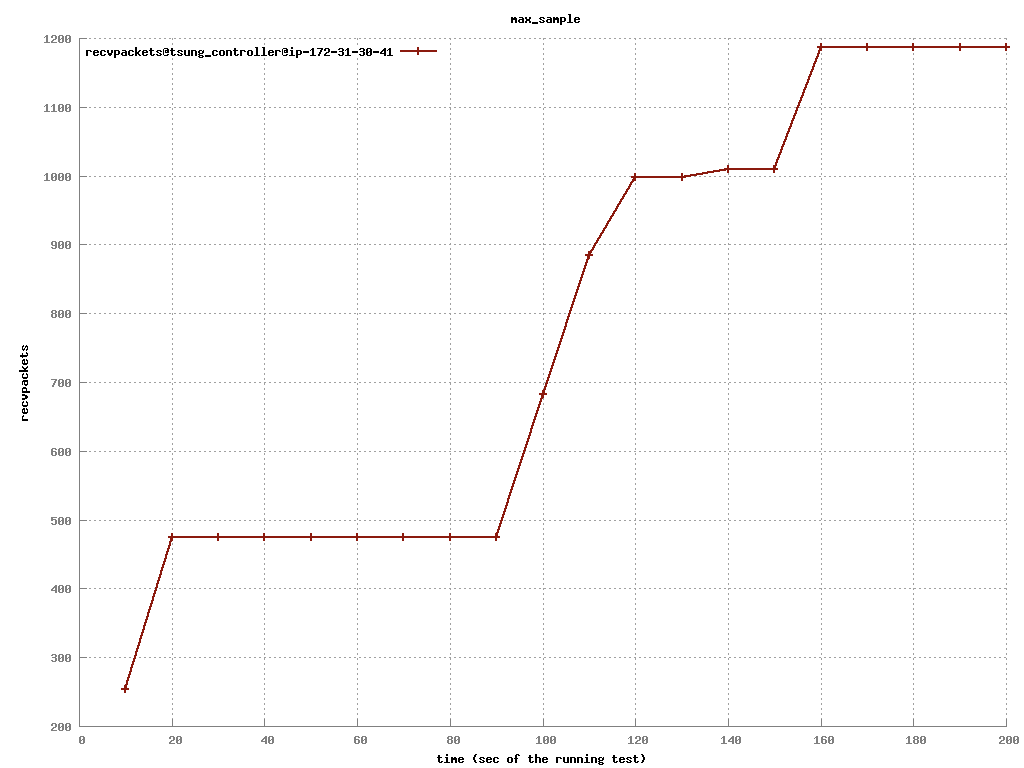 max_sample
1200
recvpackets@tsung_controller@ip-172-31-30-41
1100
1000
900
800
700
recvpackets
600
500
400
300
200
0 20 40 60 80 100 120 140 160 180 200
time (sec of the running test)